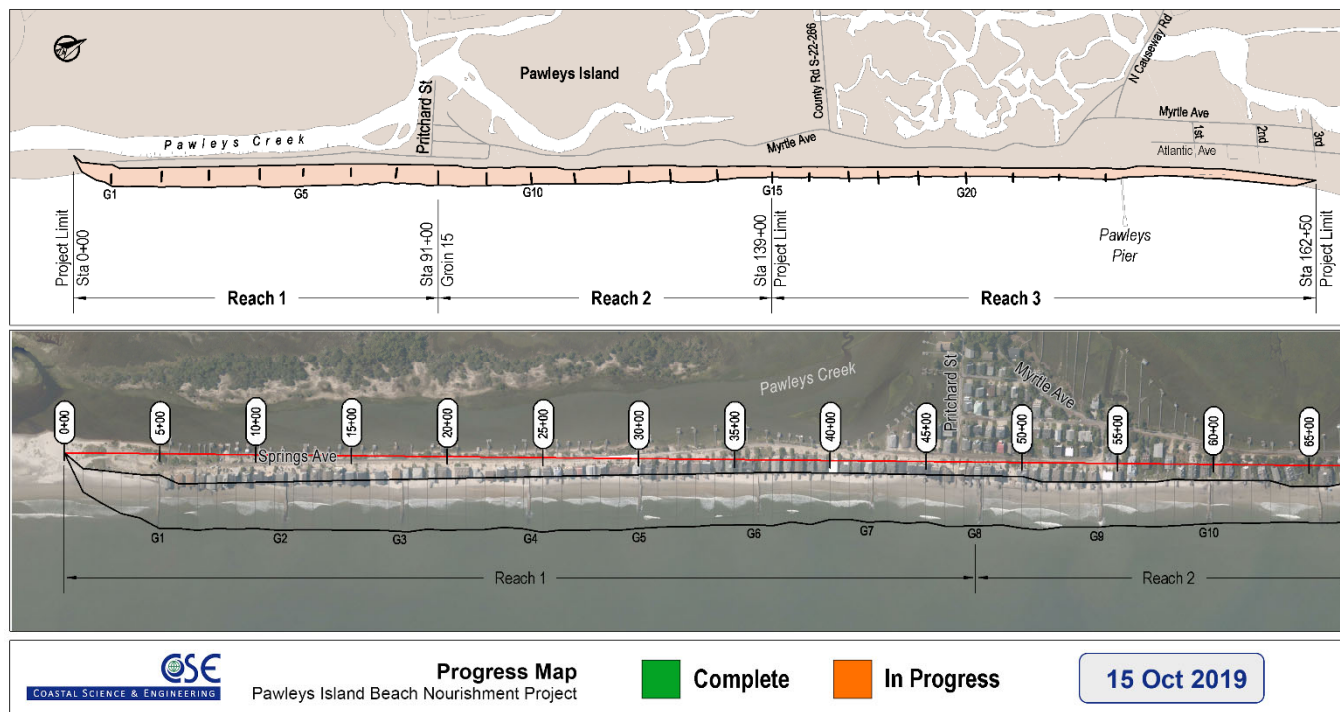 N
Pawleys Island
County Rd S-22-266
N Causeway Rd
Pritchard St
Pawleys Creek
Myrtle Ave
Myrtle Ave
1st
2nd
3rd
Atlantic Ave
G1
G5
G10
G15
G20
Project Limit
Sta 0+00
Sta 91+00
Groin 15
Sta 139+00
Project Limit
Pawleys
Pier
Sta 162+50
Project Limit
Reach 1
Reach 2
Reach 3
Pawleys Creek
Pritchard St
Myrtle Ave
0+00
5+00
10+00
15+00
20+00
25+00
30+00
35+00
40+00
45+00
50+00
55+00
60+00
65+00
Springs Ave
G1
G2
G3
G4
G5
G6
G7
G8
G9
G10
Reach 1
Reach 2
CSE
COASTAL SCIENCE & ENGINEERING
Progress Map
Pawleys Island Beach Nourishment Project
Complete
In Progress
15 Oct 2019